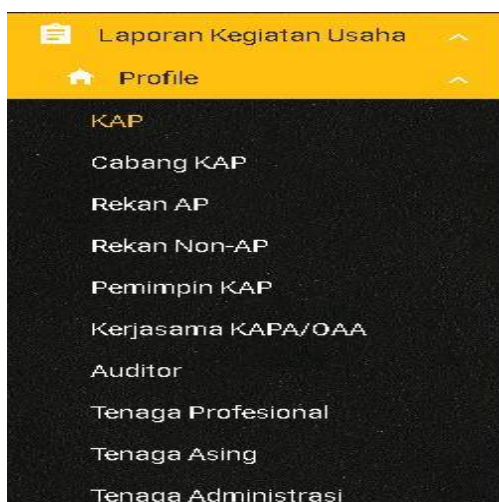 Laporan Kegiatan Usaha
Profile
KAP
Cabang KAP
Rekan AP
Rekan Non-AP
Pemimpin KAP
Kerjasama KAPA/OAA
Auditor
Tenaga Profesional
Tenaga Asing
Tenaga Administrasi